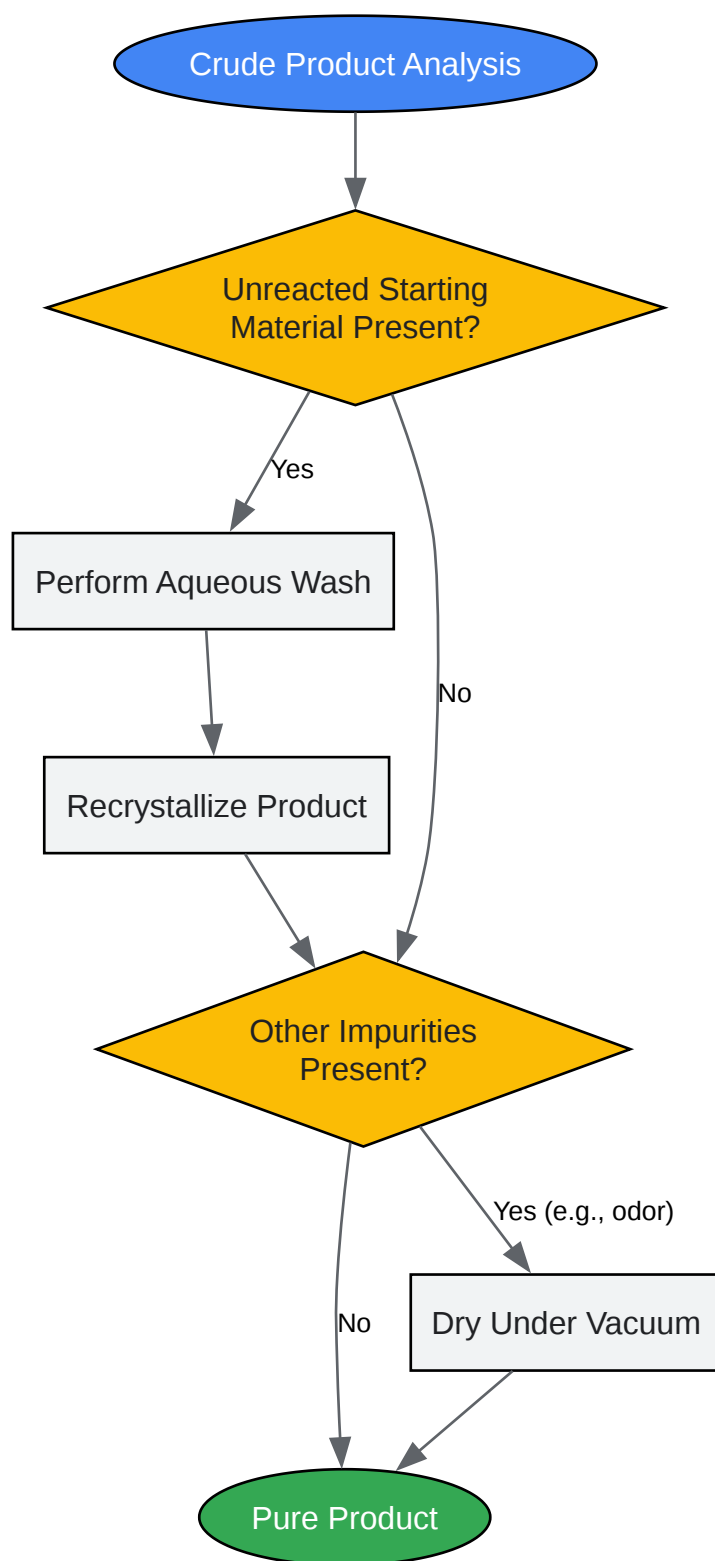 Crude Product Analysis
Unreacted Starting
Material Present?
Yes
Perform Aqueous Wash
No
Recrystallize Product
Other Impurities
Present?
Yes (e.g., odor)
No
Dry Under Vacuum
Pure Product